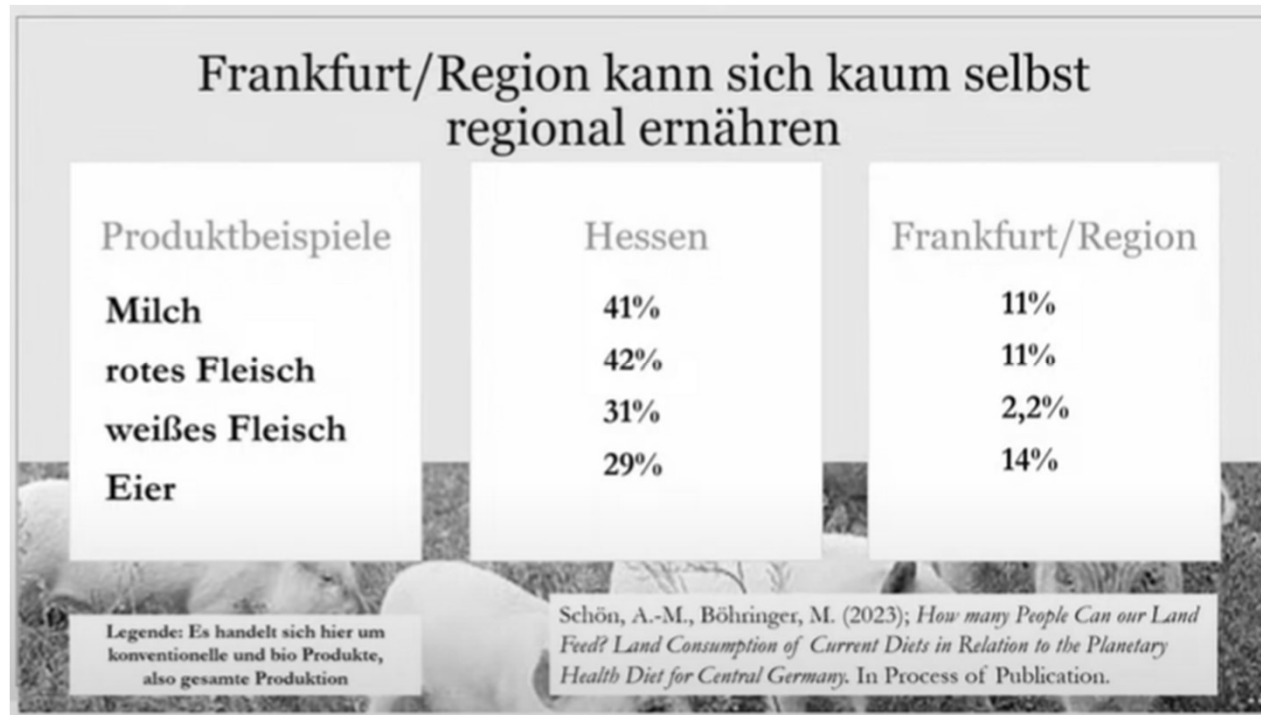 Frankfurt/Region kann sich kaum selbst
regional ernähren
Produktbeispiele
Milch
rotes Fleisch
weißes Fleisch
Eier
Hessen
41%
42%
31%
29%
Frankfurt/Region
11%
11%
2,2%
14%
Legende: Es handelt sich hier um
konventionelle und bio Produkte,
also gesamte Produktion
Schön, A.-M., Böhringer, M. (2023); How many People Can our Land
Feed? Land Consumption of Current Diets in Relation to the Planetary
Health Diet for Central Germany. In Process of Publication.